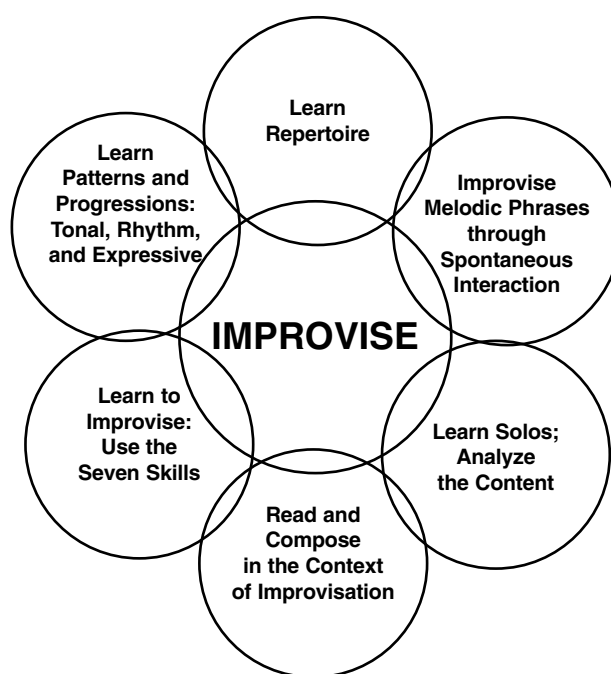 Learn
Repertoire
Learn
Patterns and
Progressions:
Tonal, Rhythm,
and Expressive
Improvise
Melodic Phrases
through
Spontaneous
Interaction
IMPROVISE
Learn to
Improvise:
Use the
Seven Skills
Learn Solos;
Analyze
the Content
Read and
Compose
in the Context
of Improvisation